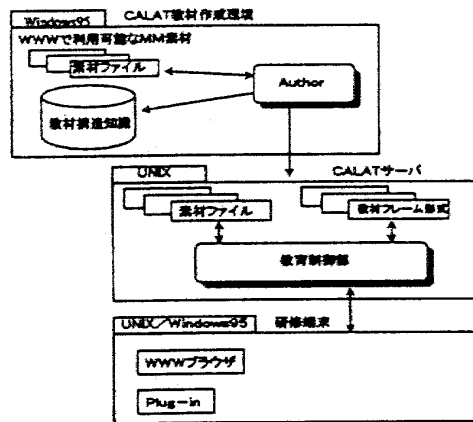 Windows95 CALAT教材作成環境
WWWで利用可能なMM素材
素材ファイル
Author
教材構造知識
UNIX CALATサーバ
素材ファイル 教材フレーム形式
教育制御部
UNIX/Windows95 研修端末
WWWブラウザ
Plug-in